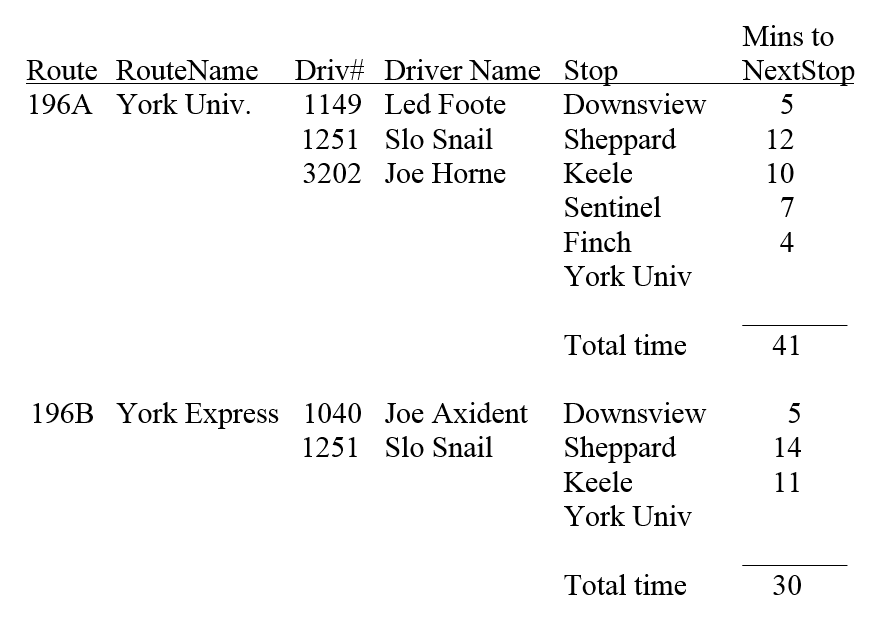 Mins to
Route RouteName Driv# Driver Name Stop NextStop
196A York Univ. 1149 Led Foote Downsview 5
1251 Slo Snail Sheppard 12
3202 Joe Horne Keele 10
Sentinel 7
Finch 4
York Univ
Total time 41
196B York Express 1040 Joe Axident Downsview 5
1251 Slo Snail Sheppard 14
Keele 11
York Univ
Total time 30